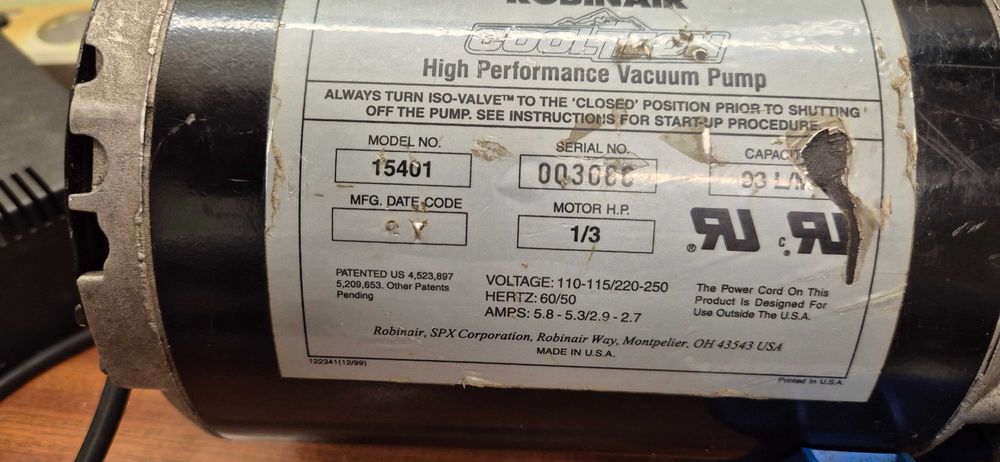 ROBINAIR
COOLTECH
High Performance Vacuum Pump
ALWAYS TURN ISO-VALVE™ TO THE 'CLOSED' POSITION PRIOR TO SHUTTING
OFF THE PUMP. SEE INSTRUCTIONS FOR START-UP PROCEDURE
MODEL NO.
15401
SERIAL NO.
MFG. DATE CODE
MOTOR H.P.
1/3
PATENTED US 4,523,897
5,209,653. Other Patents
Pending
VOLTAGE: 110-115/220-250
HERTZ: 60/50
AMPS: 5.8 - 5.3/2.9 - 2.7
The Power Cord On This
Product Is Designed For
Use Outside The U.S.A.
Robinair, SPX Corporation, Robinair Way, Montpelier, OH 43543 USA
MADE IN U.S.A.
122341(12/99)
Printed in U.S.A.